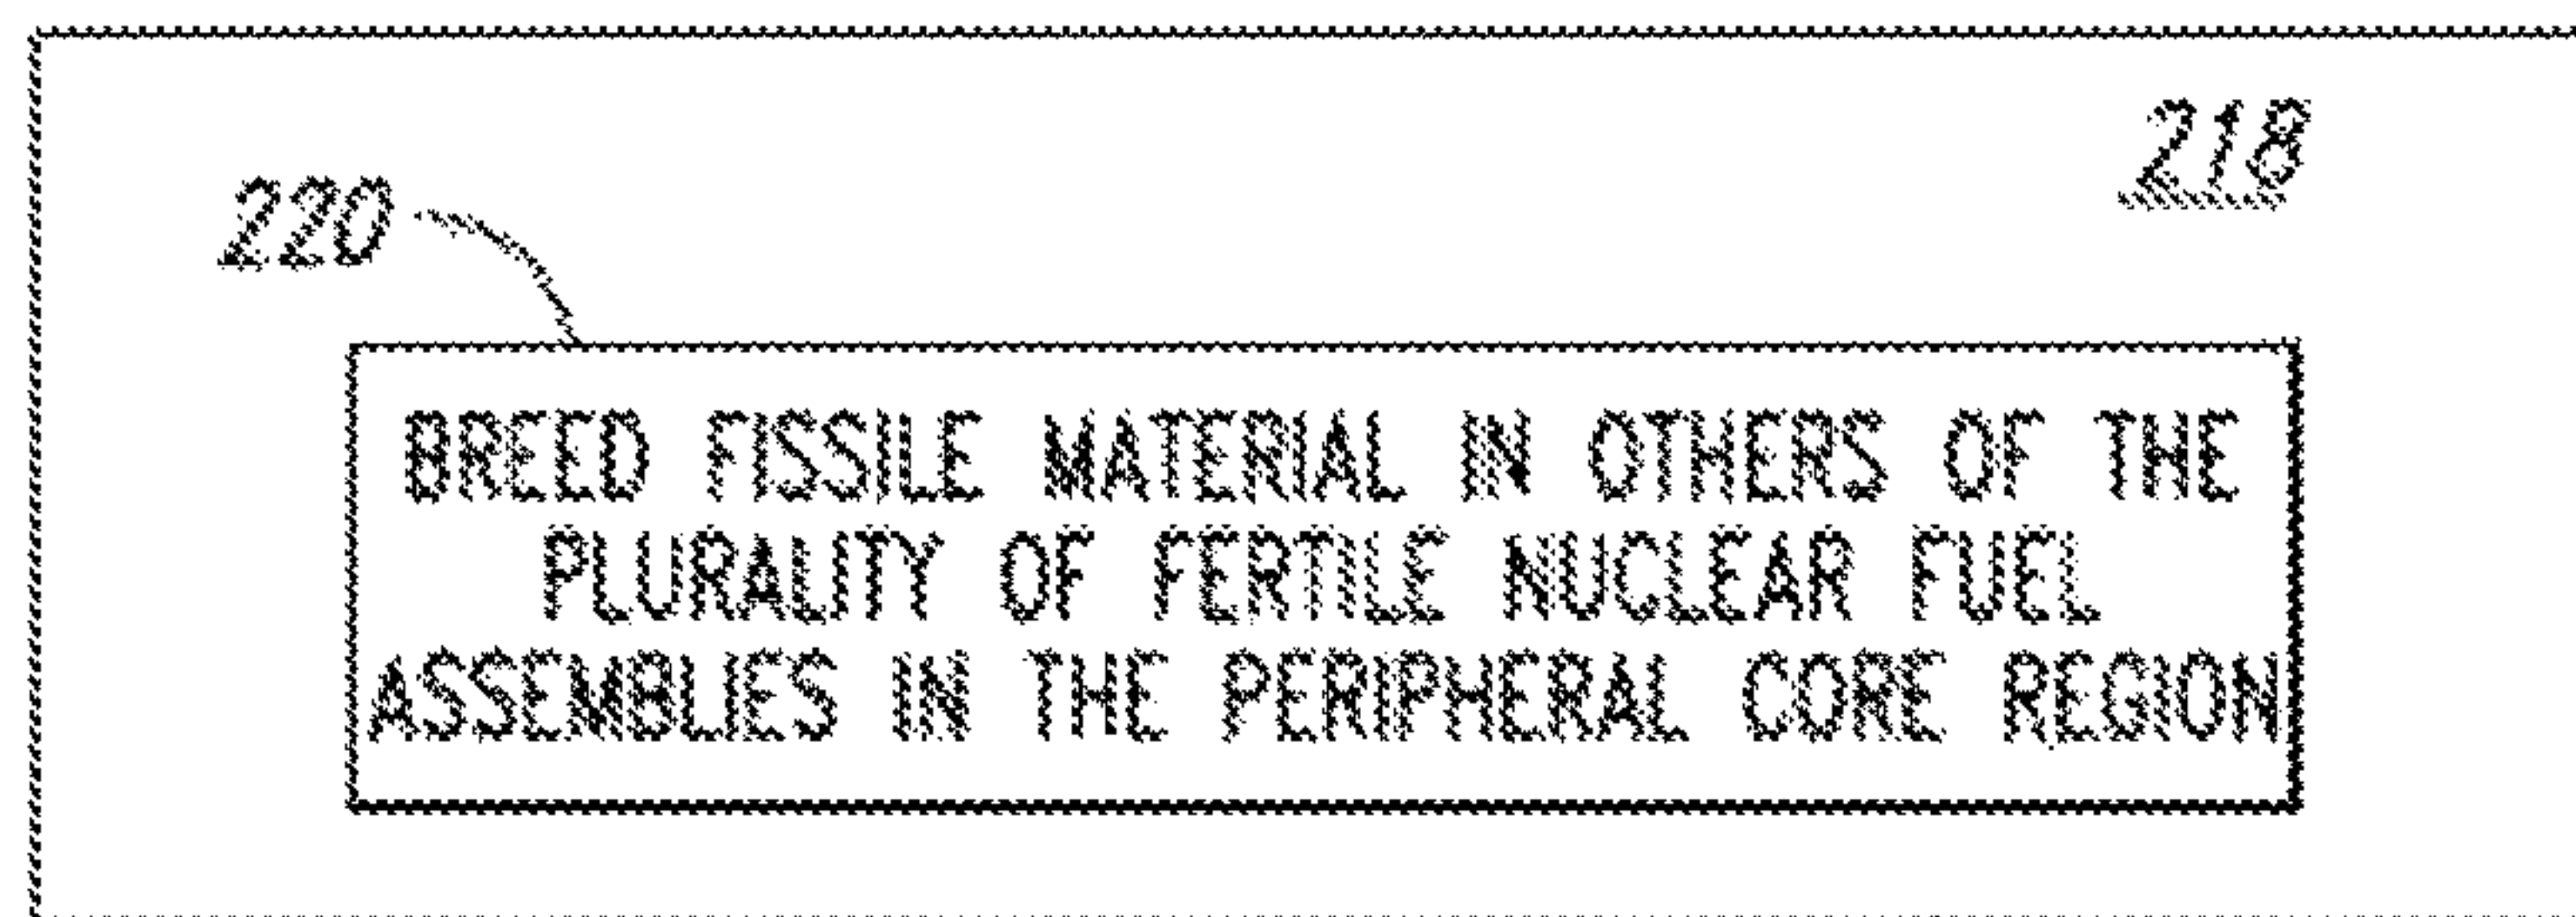 218
220
BREED FISSILE MATERIAL IN OTHERS OF THE
PLURALITY OF FERTILE NUCLEAR FUEL
ASSEMBLIES IN THE PERIPHERAL CORE REGION